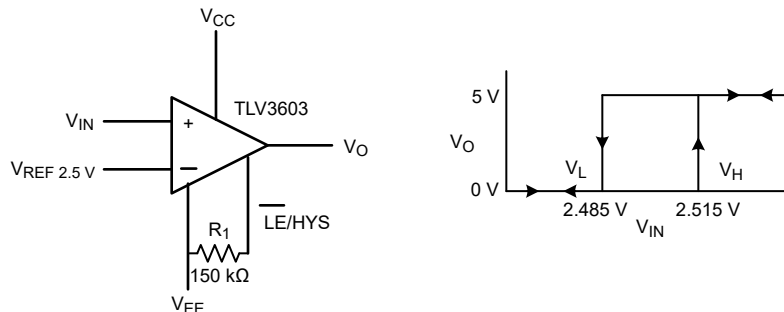 VCC
TLV3603
VIN
+
VREF 2.5 V
−
VO
LE/HYS
R1
150 kΩ
VEE
5 V
VO
0 V
VL
VH
2.485 V
2.515 V
VIN